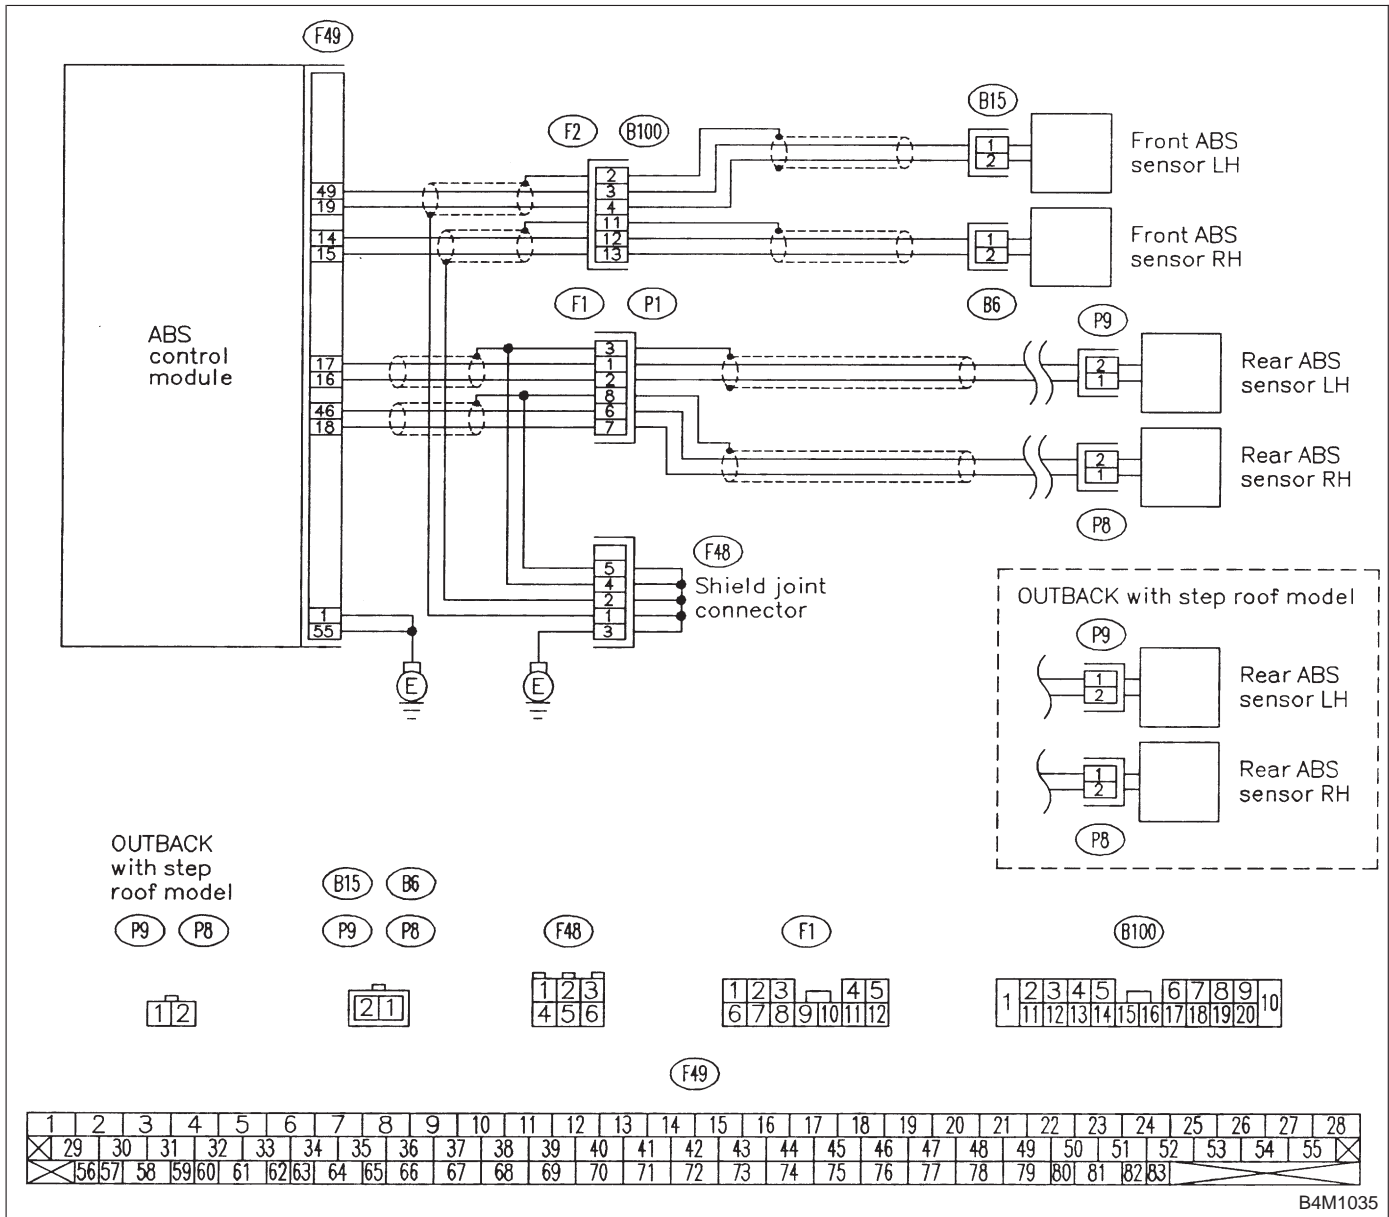 F49
B15
F2 B100
1
2
Front ABS
sensor LH
49
19
14
15
2
3
4
11
12
13
1
2
Front ABS
sensor RH
F1 P1
B6
P9
ABS
control
module
17
16
46
18
3
1
2
8
6
7
2
1
Rear ABS
sensor LH
2
1
Rear ABS
sensor RH
P8
F48
5
4
2
1
3
Shield joint
connector
1
55
E
E
OUTBACK with step roof model
P9
1
2
Rear ABS
sensor LH
1
2
Rear ABS
sensor RH
P8
OUTBACK
with step
roof model
P9 P8
1 2
B15 B6
P9 P8
2 1
F48
1 2 3
4 5 6
F1
1 2 3 4 5
6 7 8 9 10 11 12
B100
1 2 3 4 5 6 7 8 9 10
11 12 13 14 15 16 17 18 19 20
F49
1 2 3 4 5 6 7 8 9 10 11 12 13 14 15 16 17 18 19 20 21 22 23 24 25 26 27 28
29 30 31 32 33 34 35 36 37 38 39 40 41 42 43 44 45 46 47 48 49 50 51 52 53 54 55
56 57 58 59 60 61 62 63 64 65 66 67 68 69 70 71 72 73 74 75 76 77 78 79 80 81 82 83
B4M1035